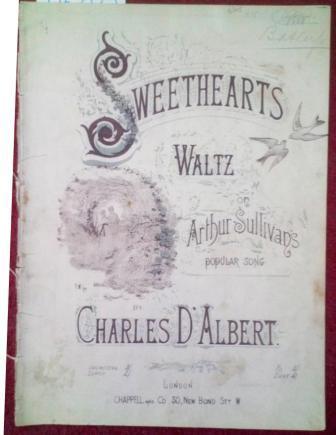 SWEETHEARTS
WALTZ
ON
Arthur Sullivan's
POPULAR SONG
BY
CHARLES D'ALBERT.
LONDON
CHAPPELL AND CO. 50, NEW BOND STT W